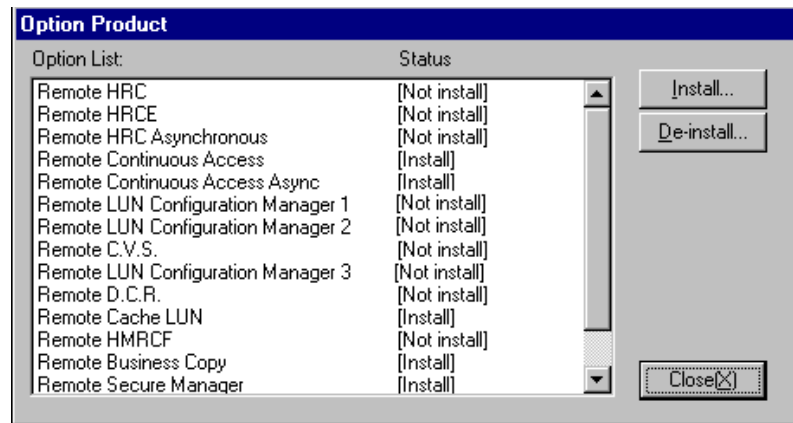 Option Product
Option List: Status
Remote HRC [Not install]
Remote HRCE [Not install]
Remote HRC Asynchronous [Not install]
Remote Continuous Access [Install]
Remote Continuous Access Async [Install]
Remote LUN Configuration Manager 1 [Not install]
Remote LUN Configuration Manager 2 [Not install]
Remote C.V.S. [Not install]
Remote LUN Configuration Manager 3 [Not install]
Remote D.C.R. [Not install]
Remote Cache LUN [Install]
Remote HMRCF [Not install]
Remote Business Copy [Install]
Remote Secure Manager [Install]
Install...
De-install...
Close(X)